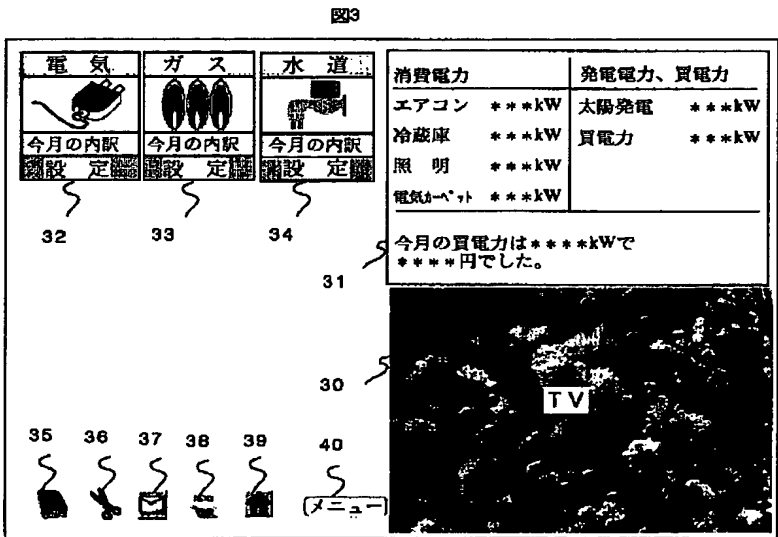 図3
電気
今月の内訳
設定
32
ガス
今月の内訳
設定
33
水道
今月の内訳
設定
34
消費電力
エアコン ***kW
冷蔵庫 ***kW
照明 ***kW
電気カーペット ***kW
発電電力、買電力
太陽発電 ***kW
買電力 ***kW
今月の買電力は****kWで
****円でした。
31
30
TV
35
36
37
38
39
40
メニュー